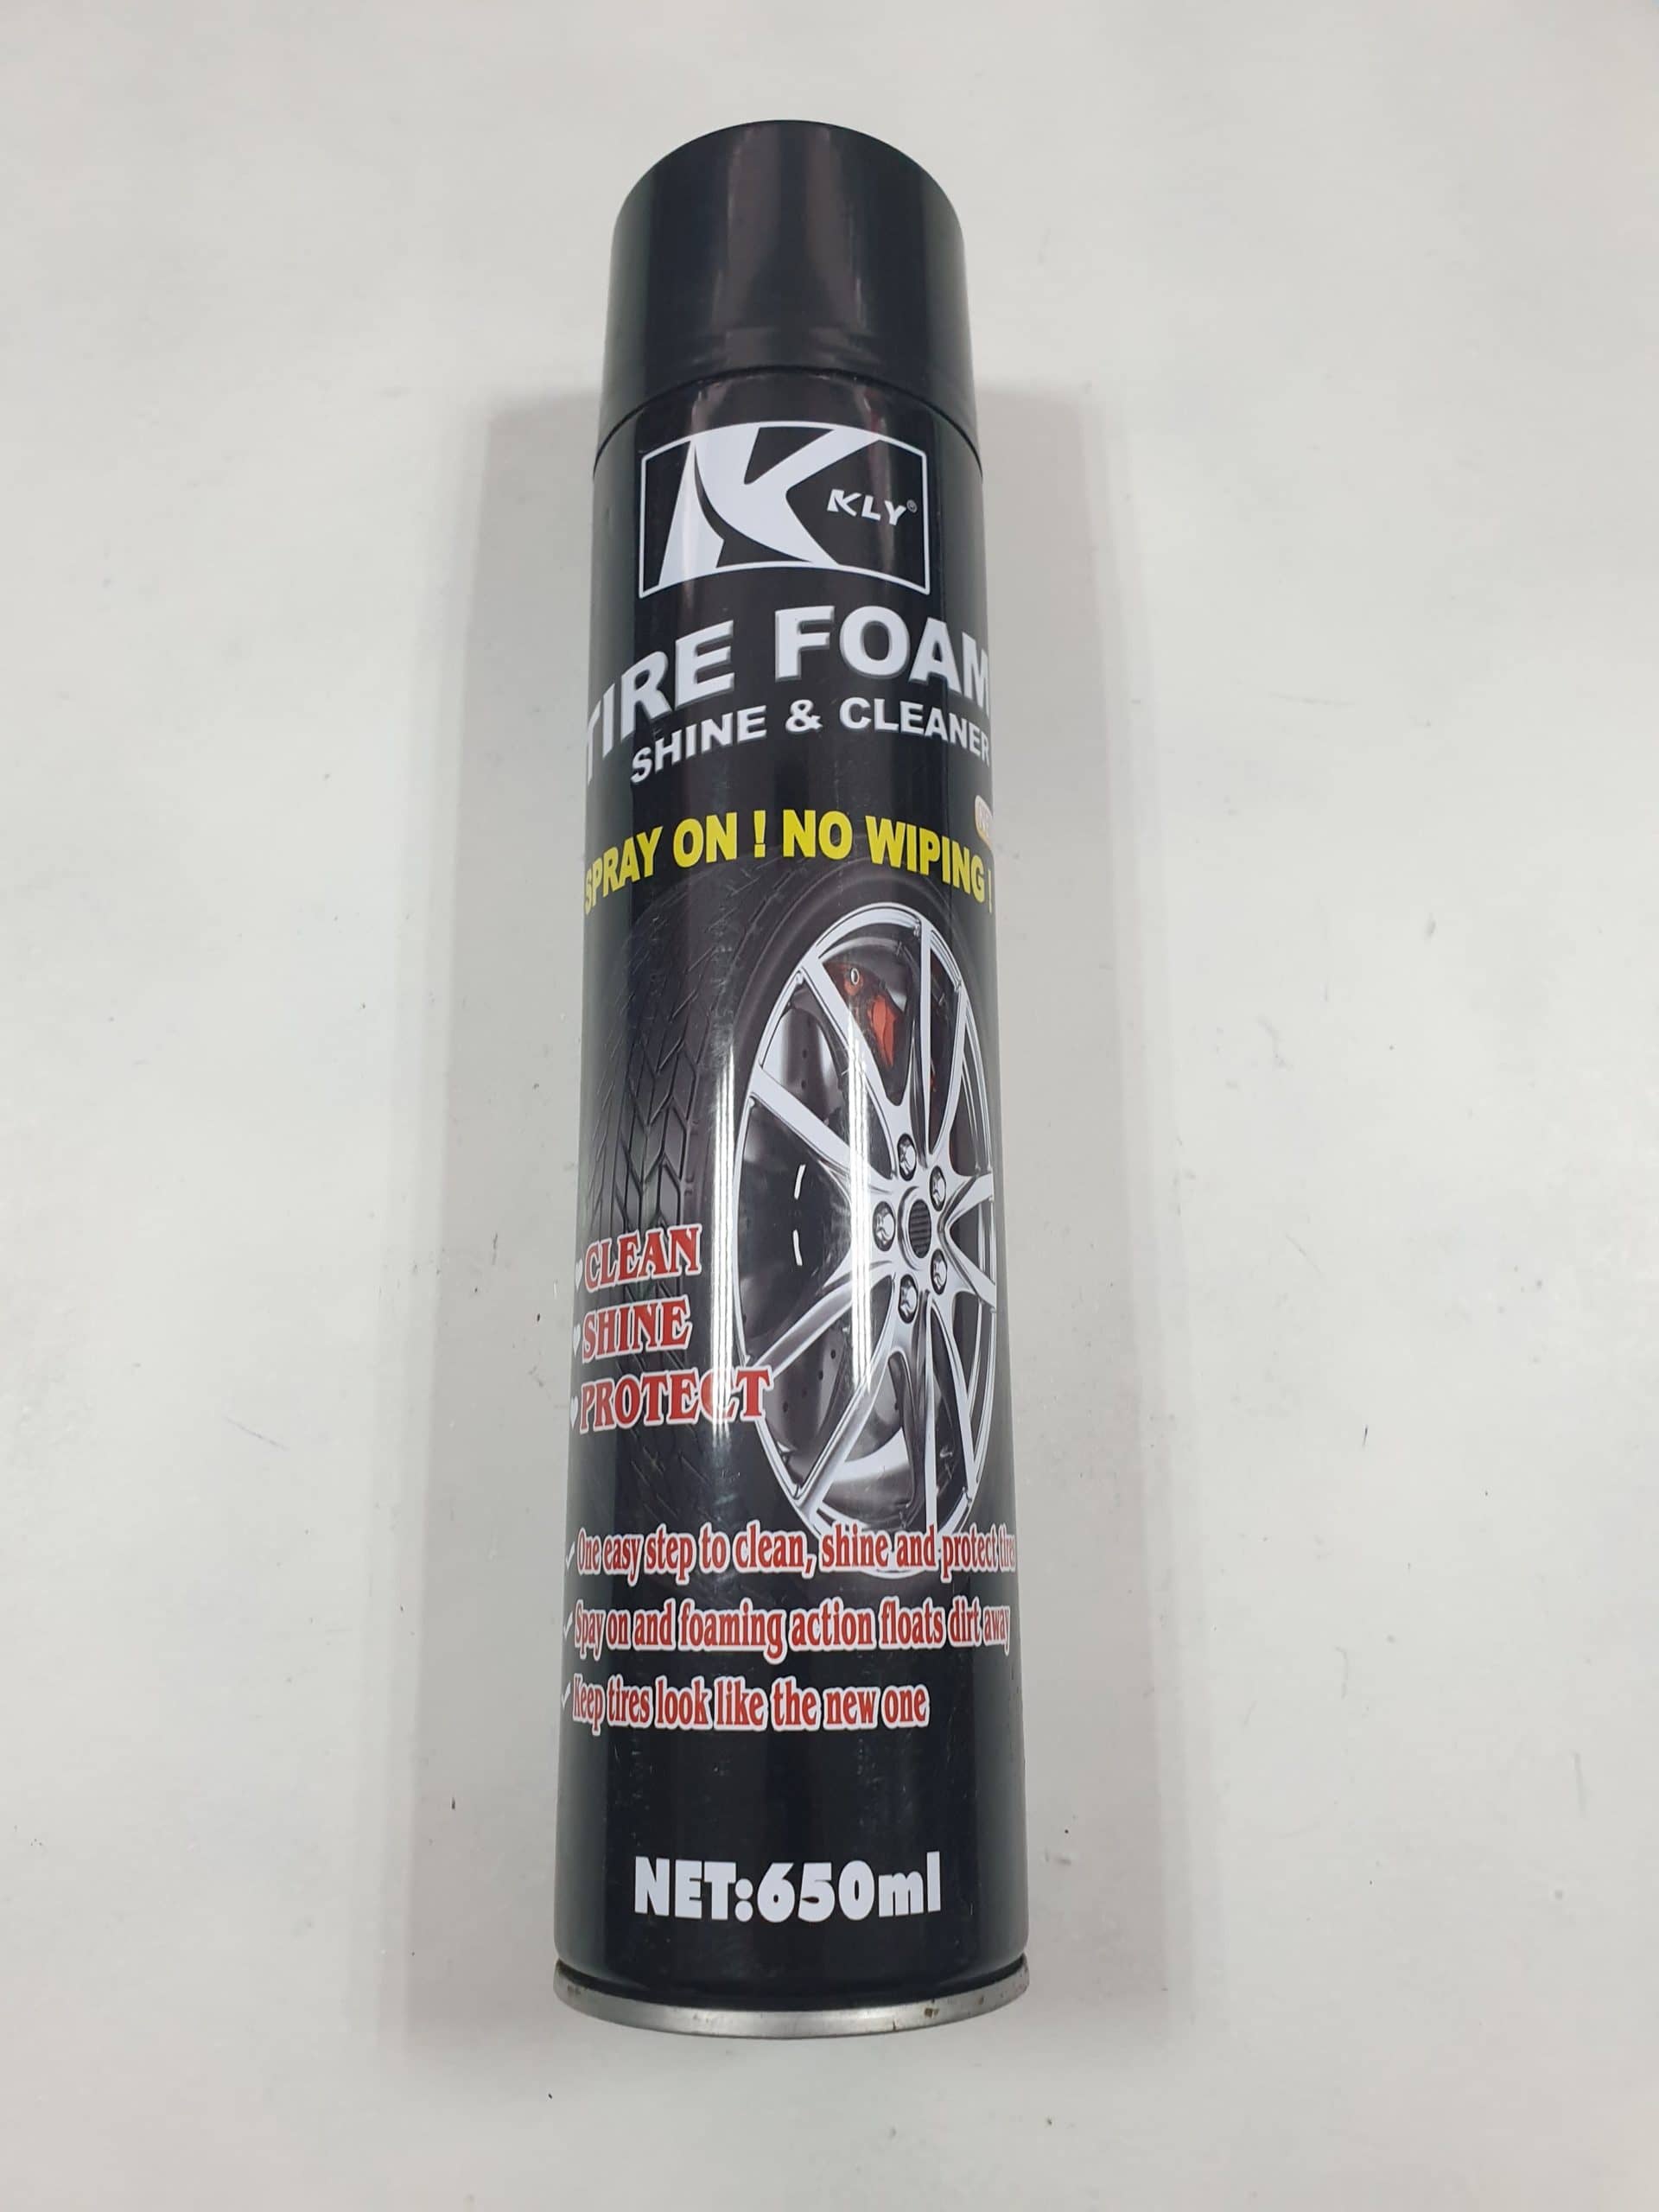 KLY®
TIRE FOAM
SHINE & CLEANER
SPRAY ON ! NO WIPING !
CLEAN
SHINE
PROTECT
One easy step to clean, shine and protect tires
Spay on and foaming action floats dirt away
Keep tires look like the new one
NET:650ml